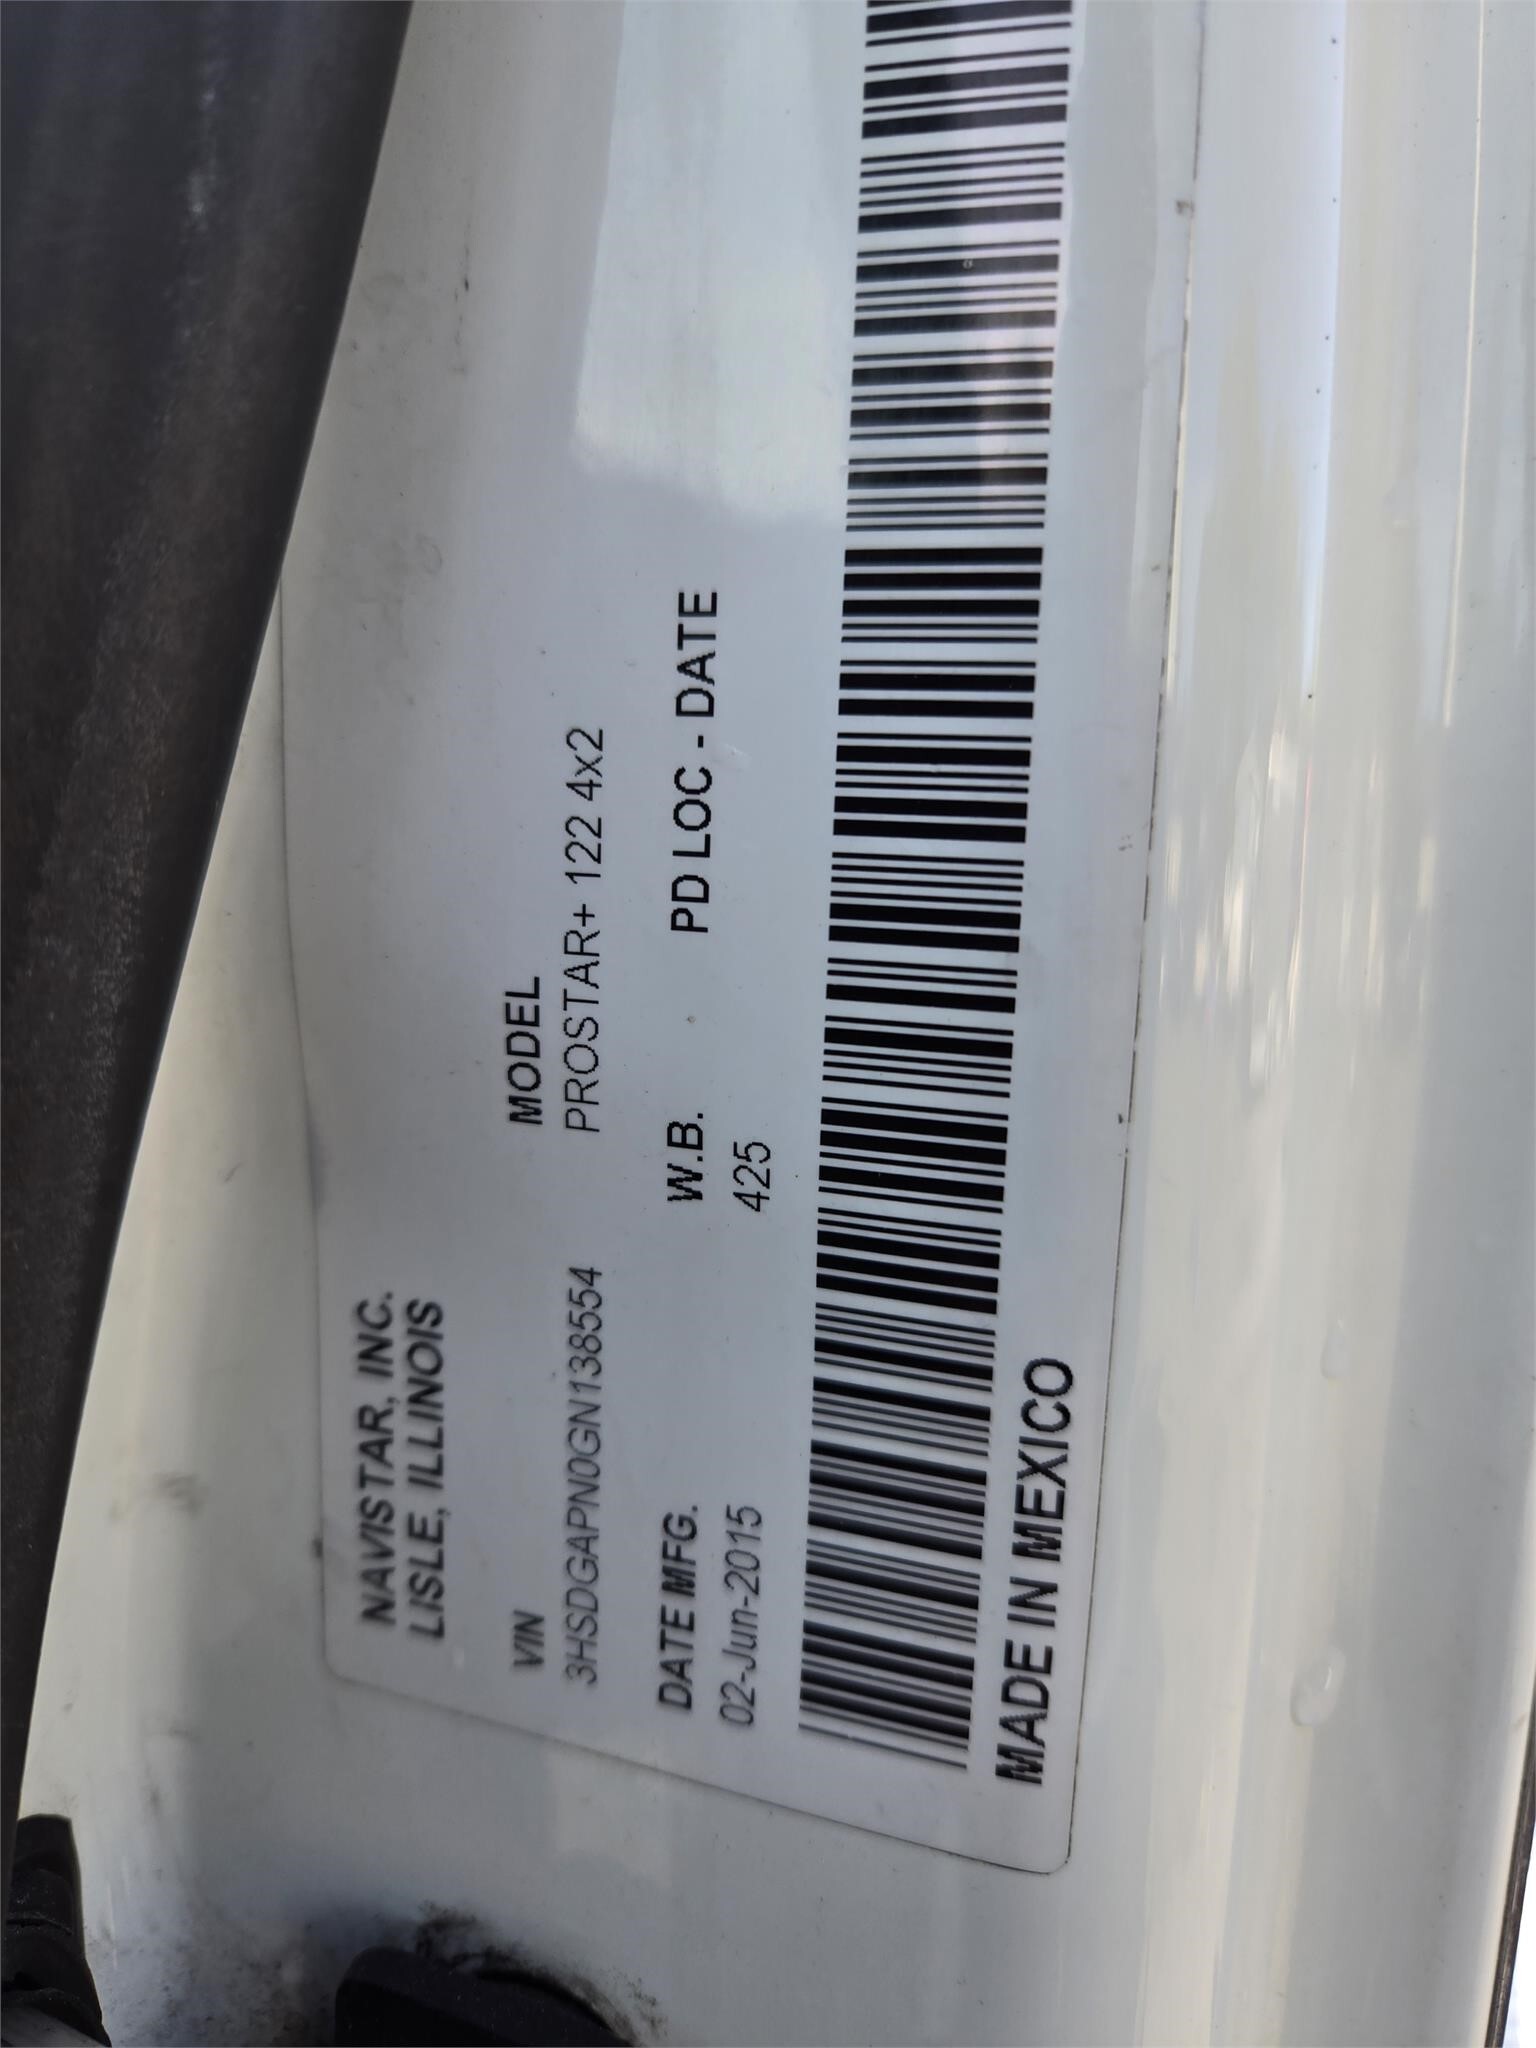 NAVISTAR, INC.
LISLE, ILLINOIS
VIN MODEL
3HSDGAPN0GN138554 PROSTAR+ 122 4x2
DATE MFG. W.B. PD LOC - DATE
02-Jun-2015 425
MADE IN MEXICO